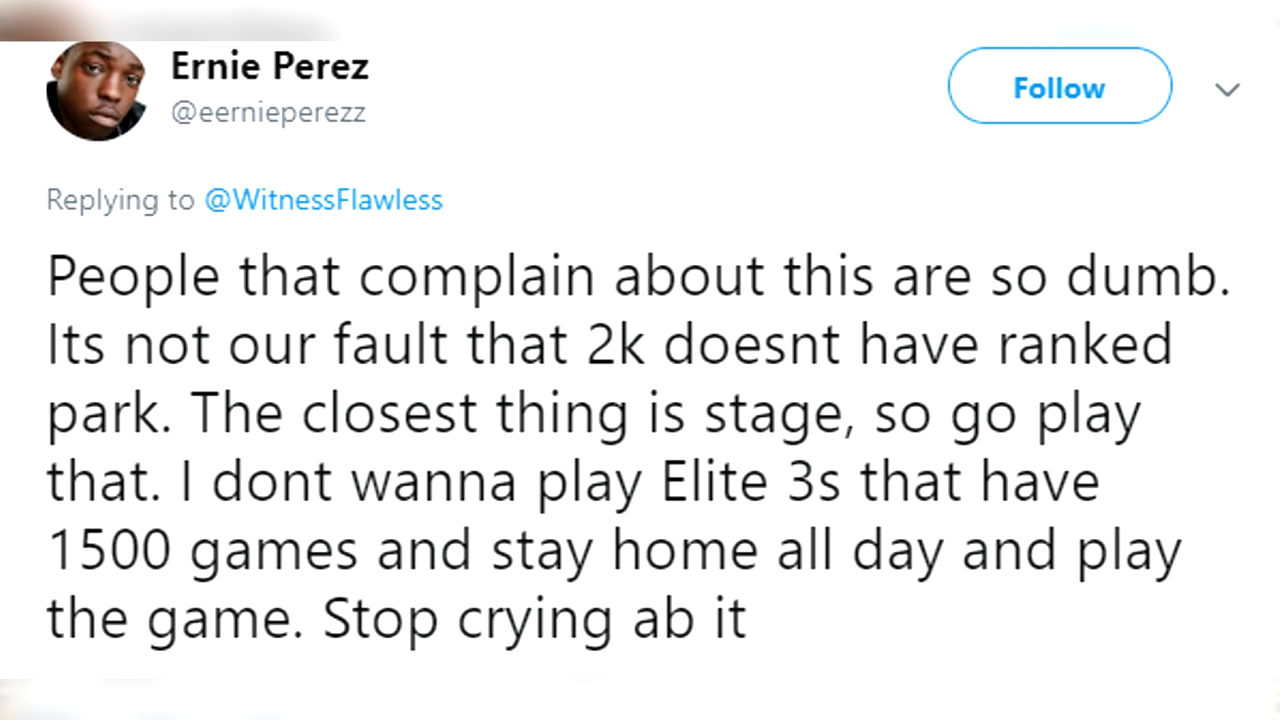 Ernie Perez
@eernieperezz
Follow
Replying to @WitnessFlawless
People that complain about this are so dumb.
Its not our fault that 2k doesnt have ranked
park. The closest thing is stage, so go play
that. I dont wanna play Elite 3s that have
1500 games and stay home all day and play
the game. Stop crying ab it